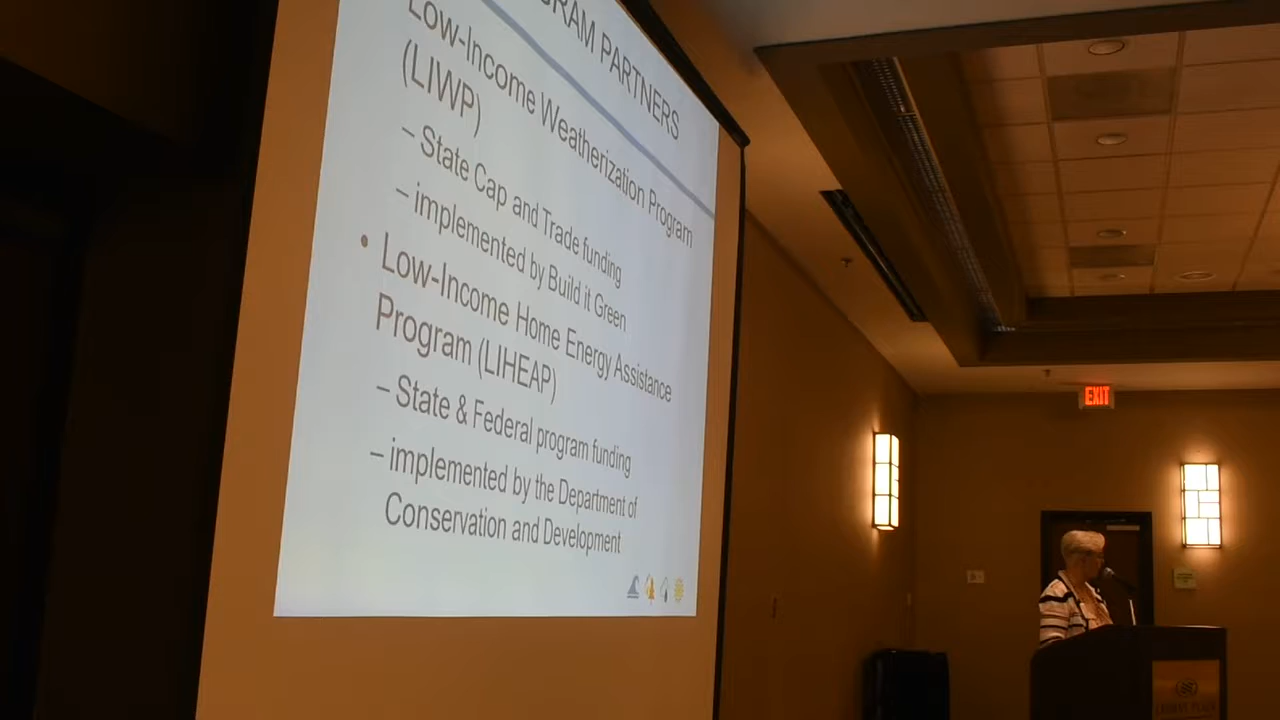 PARTNERS
Low-Income Weatherization Program
(LIWP)
– State Cap and Trade funding
– implemented by Build it Green
• Low-Income Home Energy Assistance
Program (LIHEAP)
– State & Federal program funding
– implemented by the Department of
Conservation and Development
EXIT